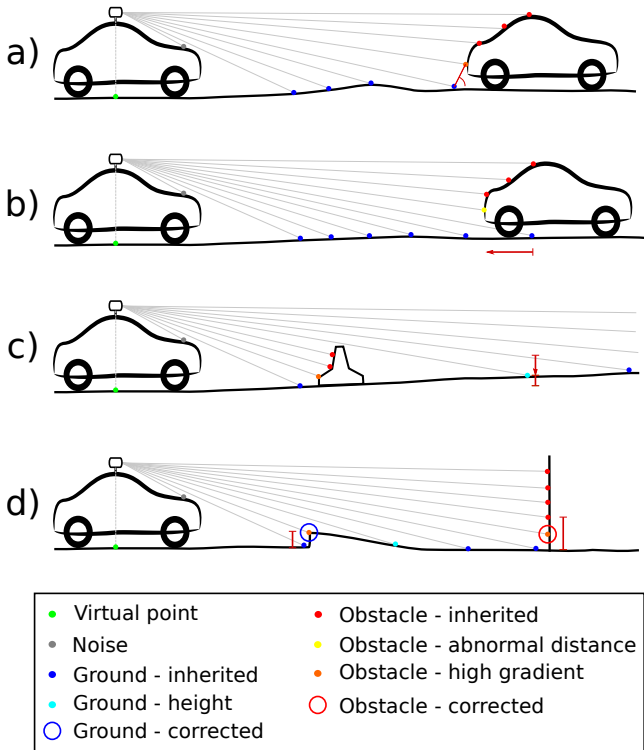 a)
b)
c)
d)
Virtual point
Noise
Ground - inherited
Ground - height
Ground - corrected
Obstacle - inherited
Obstacle - abnormal distance
Obstacle - high gradient
Obstacle - corrected